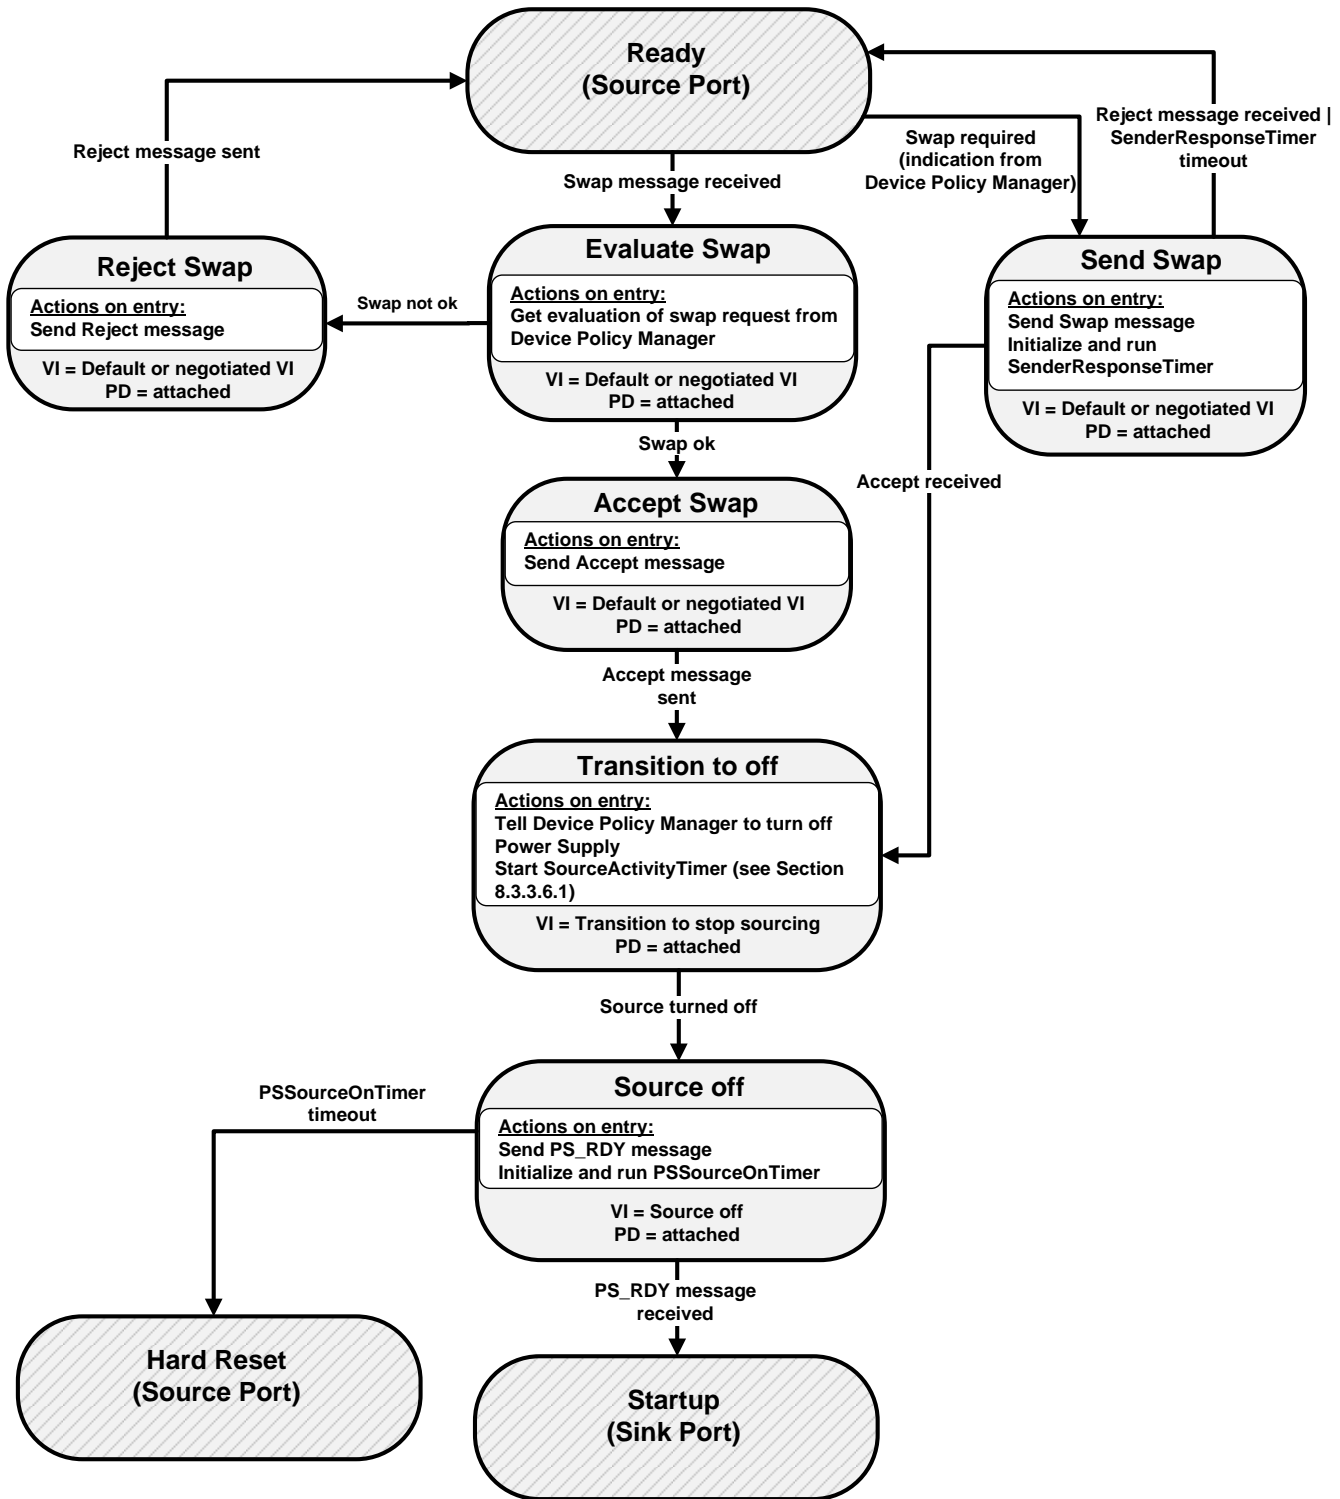 Ready
(Source Port)
Reject message sent
Swap message received
Swap required
(indication from
Device Policy Manager)
Reject message received |
SenderResponseTimer
timeout
Reject Swap
Actions on entry:
Send Reject message
VI = Default or negotiated VI
PD = attached
Swap not ok
Evaluate Swap
Actions on entry:
Get evaluation of swap request from
Device Policy Manager
VI = Default or negotiated VI
PD = attached
Send Swap
Actions on entry:
Send Swap message
Initialize and run
SenderResponseTimer
VI = Default or negotiated VI
PD = attached
Swap ok
Accept received
Accept Swap
Actions on entry:
Send Accept message
VI = Default or negotiated VI
PD = attached
Accept message
sent
Transition to off
Actions on entry:
Tell Device Policy Manager to turn off
Power Supply
Start SourceActivityTimer (see Section
8.3.3.6.1)
VI = Transition to stop sourcing
PD = attached
Source turned off
PSSourceOnTimer
timeout
Source off
Actions on entry:
Send PS_RDY message
Initialize and run PSSourceOnTimer
VI = Source off
PD = attached
PS_RDY message
received
Hard Reset
(Source Port)
Startup
(Sink Port)